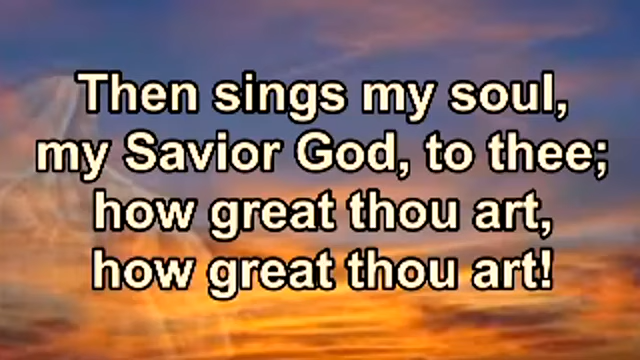 Then sings my soul,
my Savior God, to thee;
how great thou art,
how great thou art!